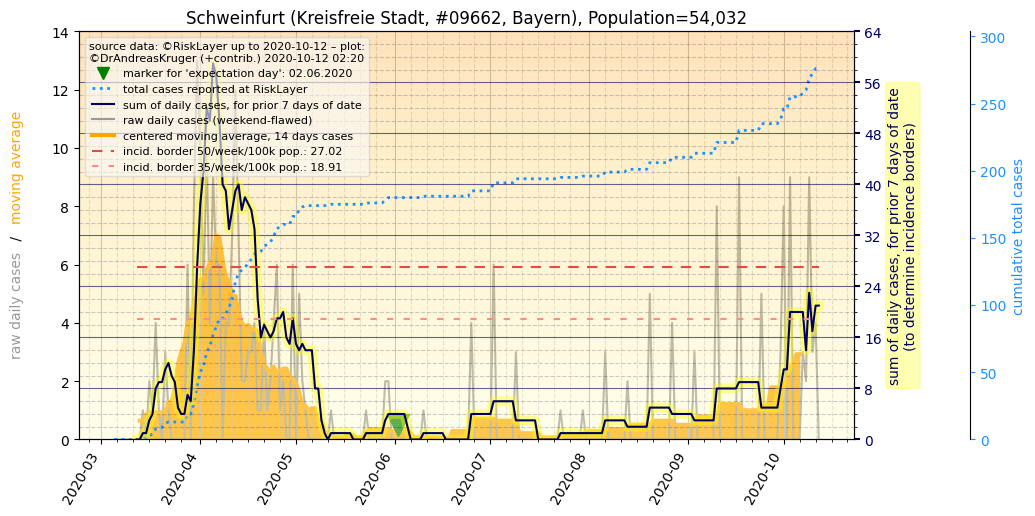 Schweinfurt (Kreisfreie Stadt, #09662, Bayern), Population=54,032
source data: ©RiskLayer up to 2020-10-12 – plot:
©DrAndreasKruger (+contrib.) 2020-10-12 02:20
marker for 'expectation day': 02.06.2020
total cases reported at RiskLayer
sum of daily cases, for prior 7 days of date
raw daily cases (weekend-flawed)
centered moving average, 14 days cases
incid. border 50/week/100k pop.: 27.02
incid. border 35/week/100k pop.: 18.91
raw daily cases / moving average
14
12
10
8
6
4
2
0
2020-03
2020-04
2020-05
2020-06
2020-07
2020-08
2020-09
2020-10
64
56
48
40
32
24
16
8
0
sum of daily cases, for prior 7 days of date
(to determine incidence borders)
300
250
200
150
100
50
0
cumulative total cases